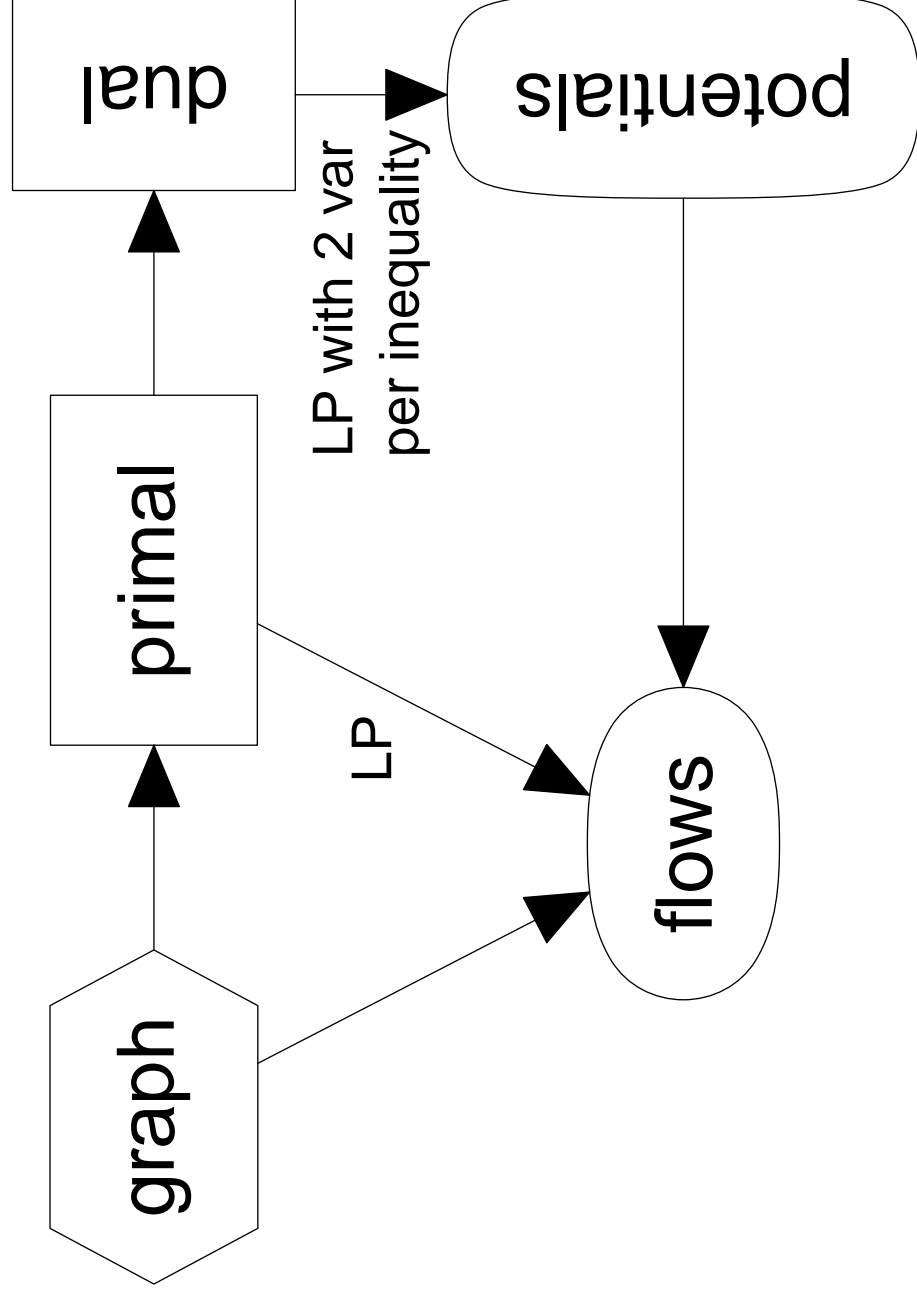 graph
primal
dual
LP
LP with 2 var
per inequality
flows
potentials